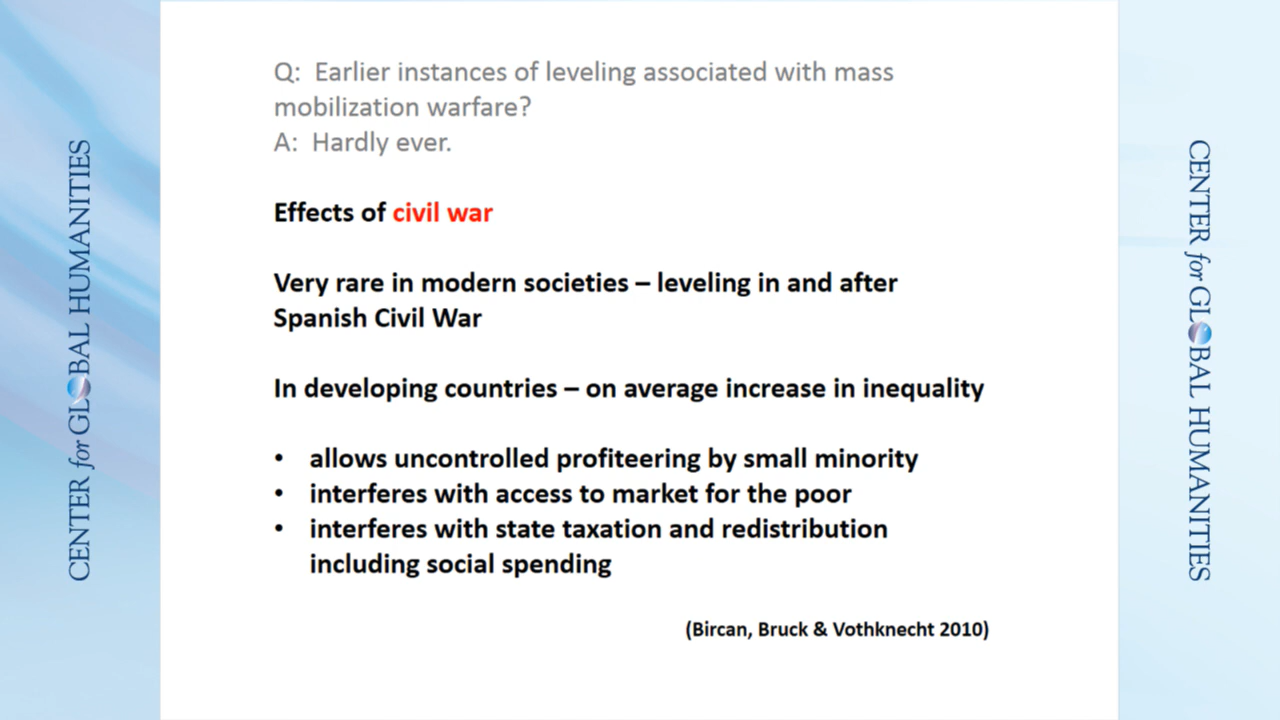 CENTER for GLOBAL HUMANITIES
Q: Earlier instances of leveling associated with mass
mobilization warfare?
A: Hardly ever.
Effects of civil war
Very rare in modern societies – leveling in and after
Spanish Civil War
In developing countries – on average increase in inequality
• allows uncontrolled profiteering by small minority
• interferes with access to market for the poor
• interferes with state taxation and redistribution
including social spending
(Bircan, Bruck & Vothknecht 2010)
CENTER for GLOBAL HUMANITIES